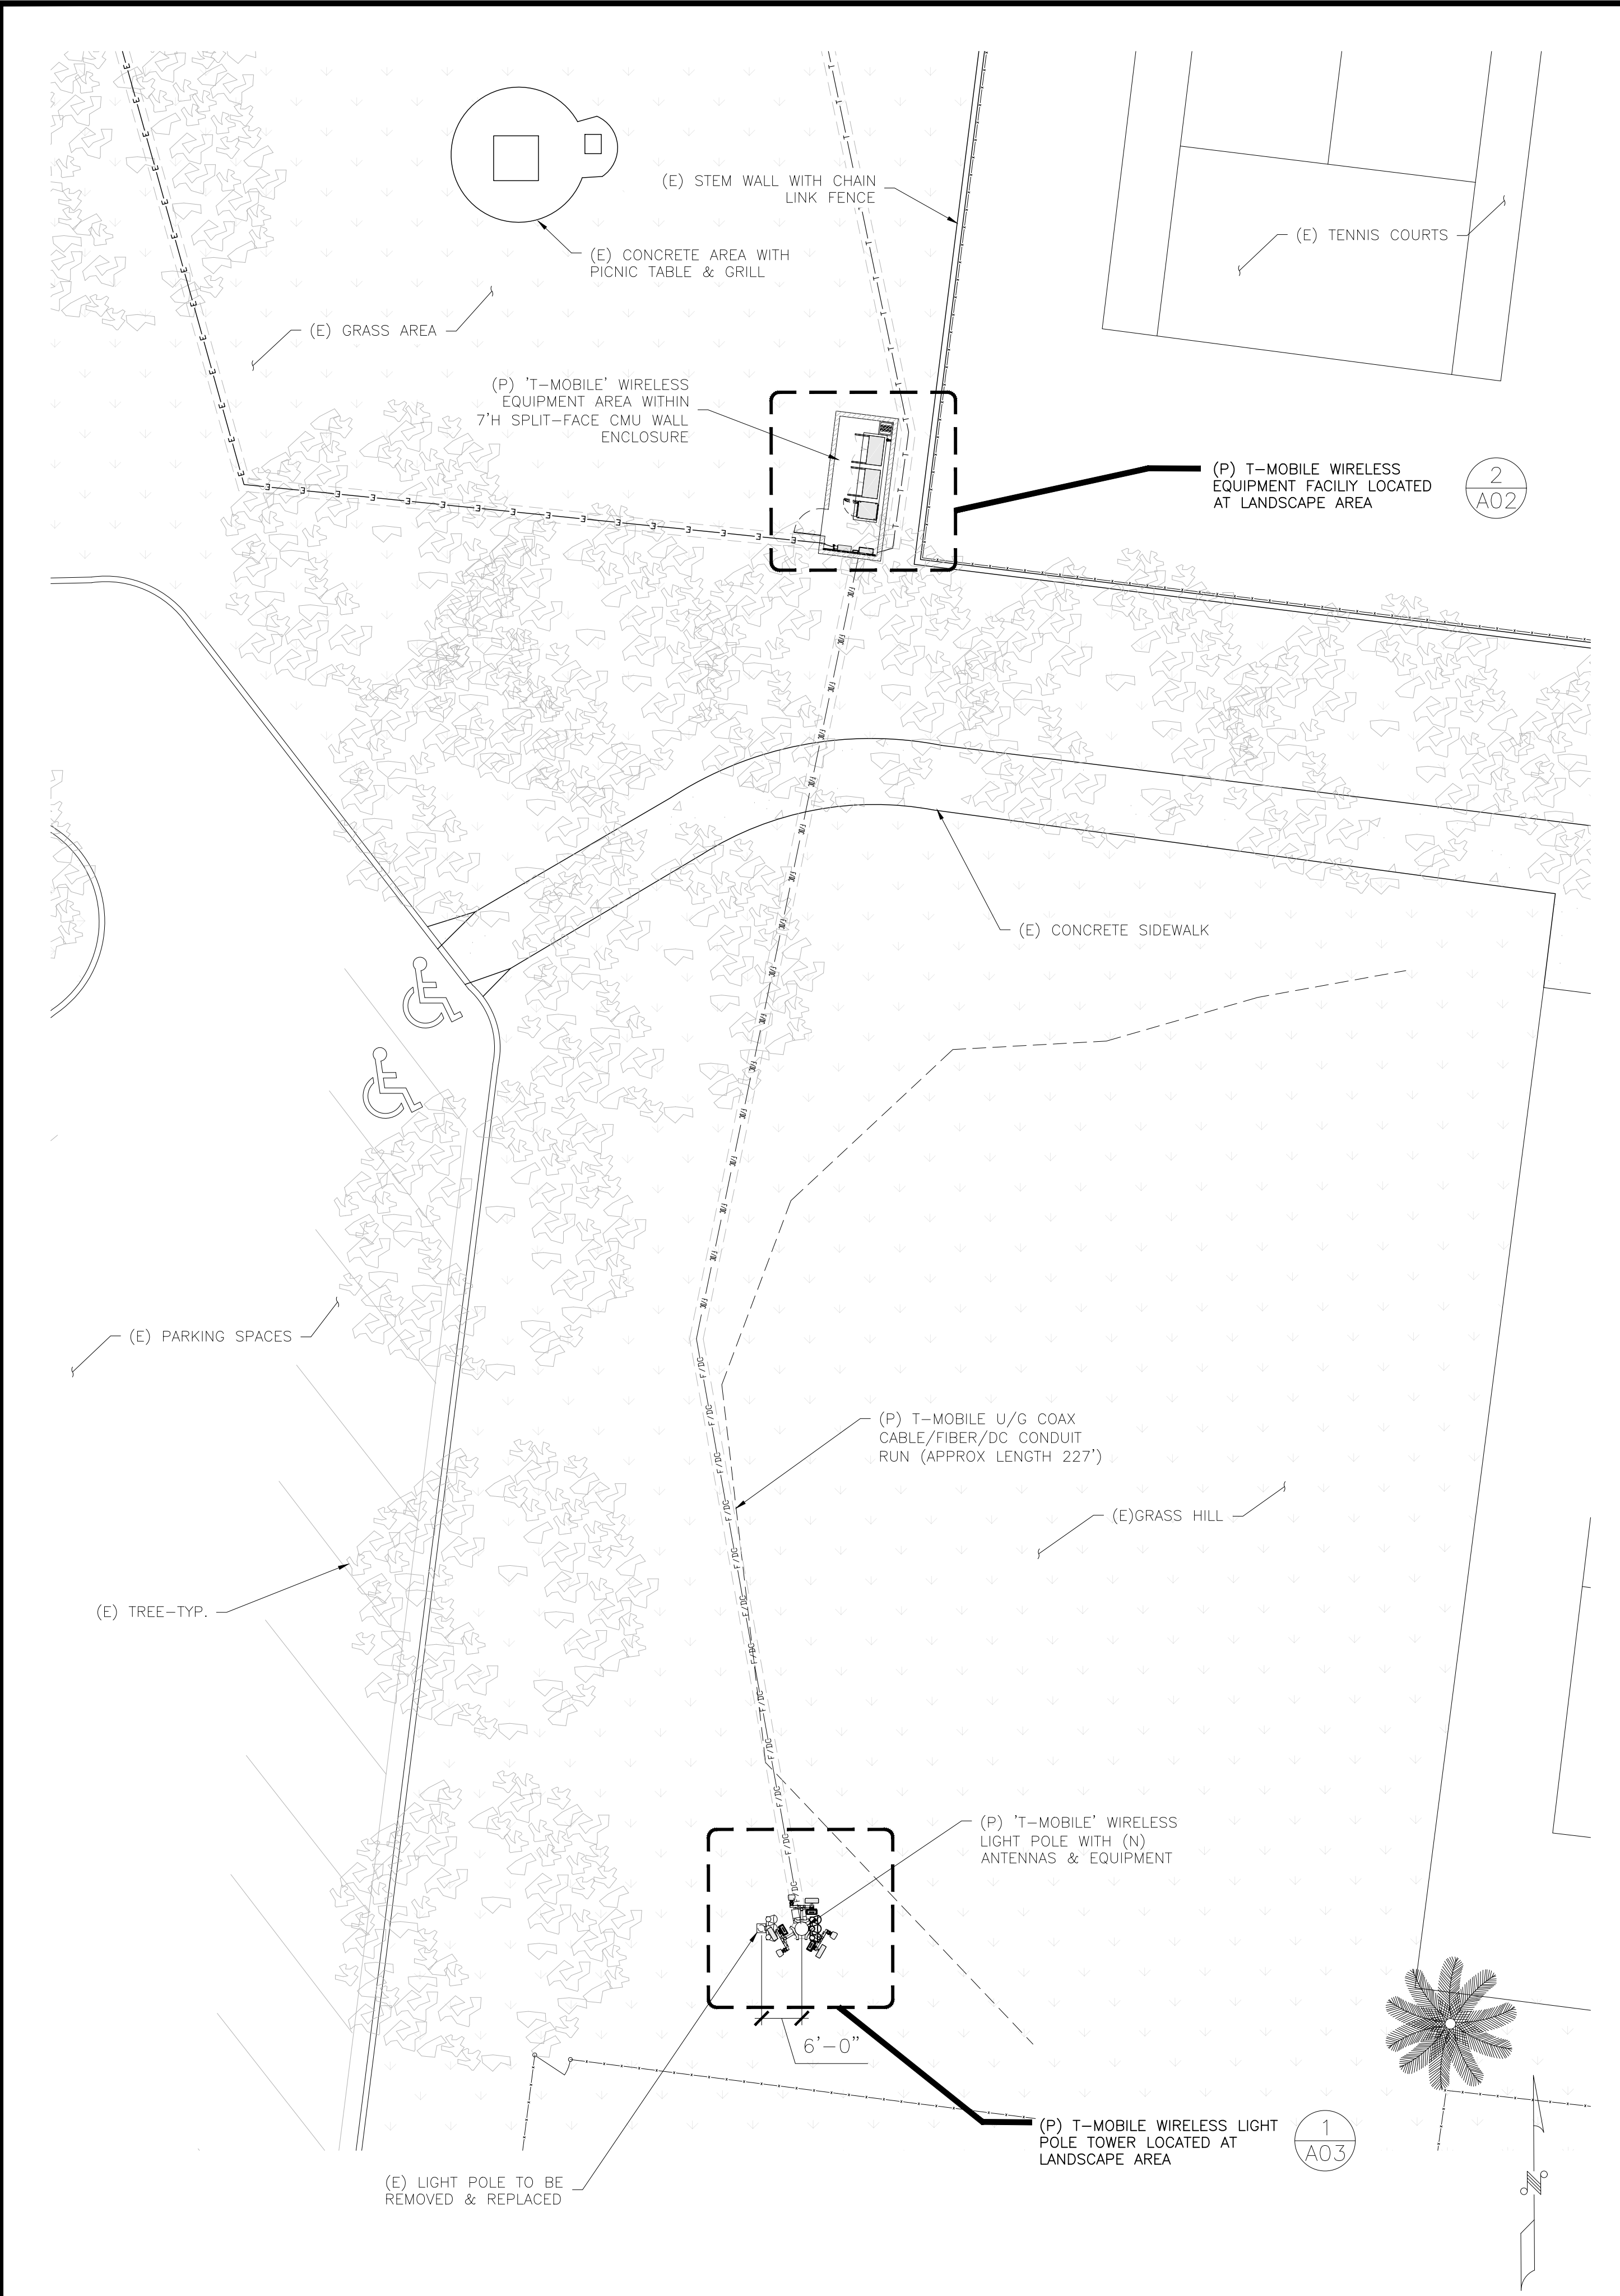 (E) STEM WALL WITH CHAIN
LINK FENCE
(E) TENNIS COURTS
(E) CONCRETE AREA WITH
PICNIC TABLE & GRILL
(E) GRASS AREA
(P) 'T-MOBILE' WIRELESS
EQUIPMENT AREA WITHIN
7'H SPLIT-FACE CMU WALL
ENCLOSURE
(P) T-MOBILE WIRELESS
EQUIPMENT FACILIY LOCATED
AT LANDSCAPE AREA
2
A02
(E) CONCRETE SIDEWALK
(E) PARKING SPACES
(P) T-MOBILE U/G COAX
CABLE/FIBER/DC CONDUIT
RUN (APPROX LENGTH 227')
(E)GRASS HILL
(E) TREE-TYP.
(P) 'T-MOBILE' WIRELESS
LIGHT POLE WITH (N)
ANTENNAS & EQUIPMENT
6'-0"
(P) T-MOBILE WIRELESS LIGHT
POLE TOWER LOCATED AT
LANDSCAPE AREA
1
A03
(E) LIGHT POLE TO BE
REMOVED & REPLACED
N